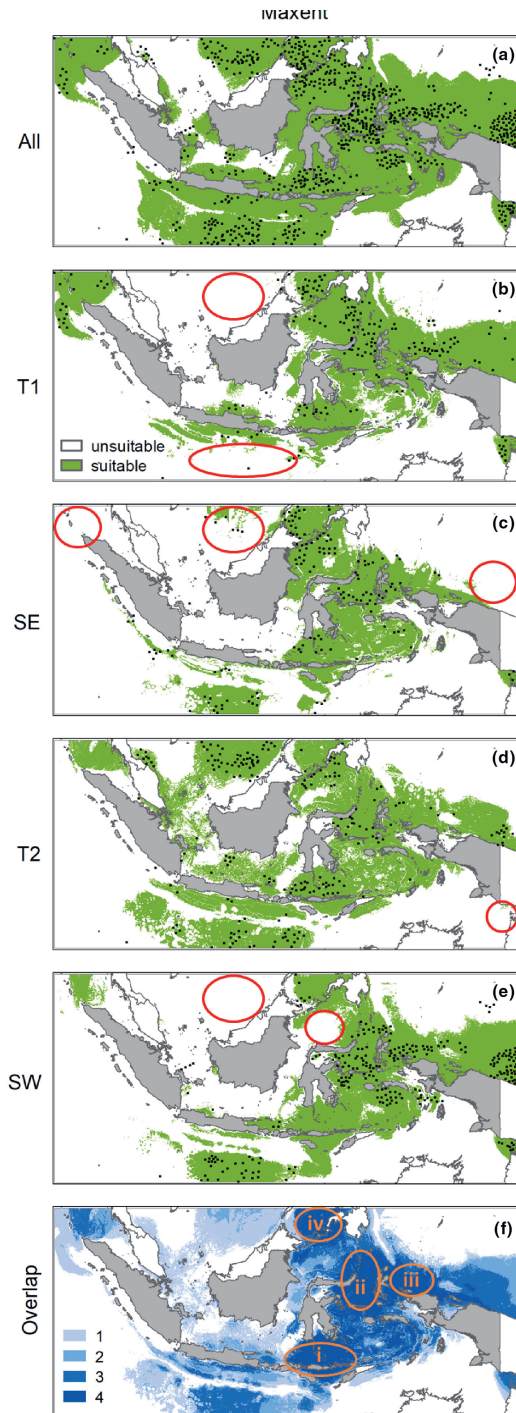 Maxent
(a)
All
(b)
T1
unsuitable
suitable
(c)
SE
(d)
T2
(e)
SW
(f)
iv
ii
iii
i
Overlap
1
2
3
4